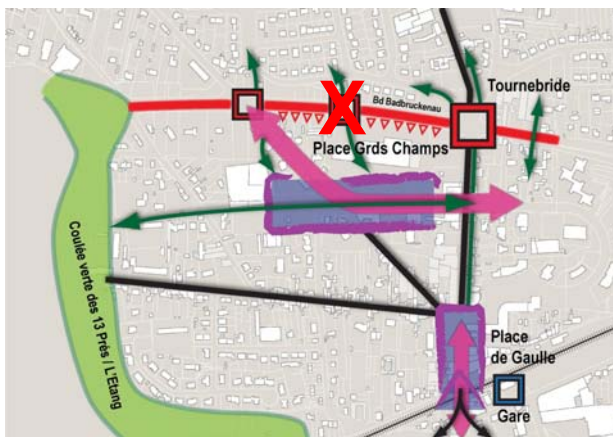 Tournebride
Bd Badbruckenau
X
Place Grds Champs
Coulée verte des 13 Prés / L'Etang
Place
de Gaulle
Gare